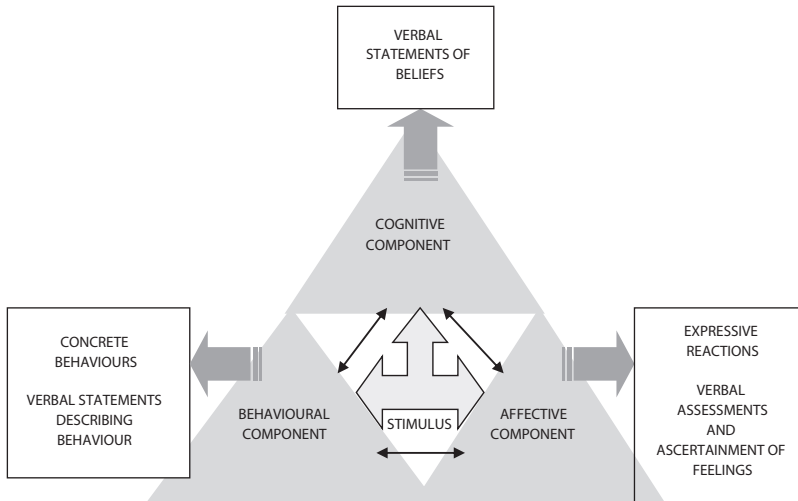 VERBAL
STATEMENTS OF
BELIEFS
COGNITIVE
COMPONENT
CONCRETE
BEHAVIOURS
VERBAL STATEMENTS
DESCRIBING
BEHAVIOUR
BEHAVIOURAL
COMPONENT
STIMULUS
AFFECTIVE
COMPONENT
EXPRESSIVE
REACTIONS
VERBAL
ASSESSMENTS
AND
ASCERTAINMENT OF
FEELINGS